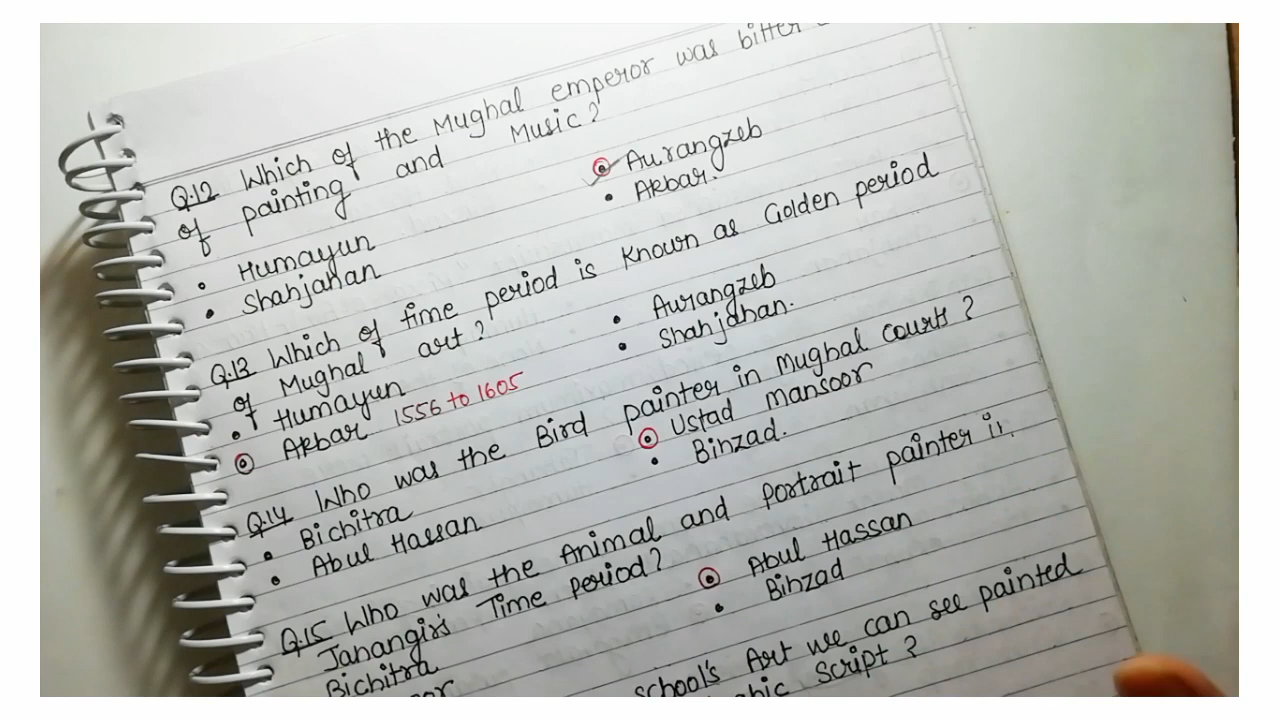 Q.12 Which of the Mughal emperor was bitter
of painting and Music?
• Humayun • Aurangzeb
• Shahjahan • Akbar.
Q.13 Which of time period is known as Golden period
of Mughal art?
• Humayun • Aurangzeb
• Akbar 1556 to 1605 • Shahjahan.
Q.14 Who was the Bird painter in Mughal courts?
• Bichitra • Ustad mansoor
• Abul Hassan • Binzad.
Q.15 Who was the Animal and portrait painter in
Jahangir's Time period?
Bichitra • Abul Hassan
• Binzad
school's Art we can see painted
Script?